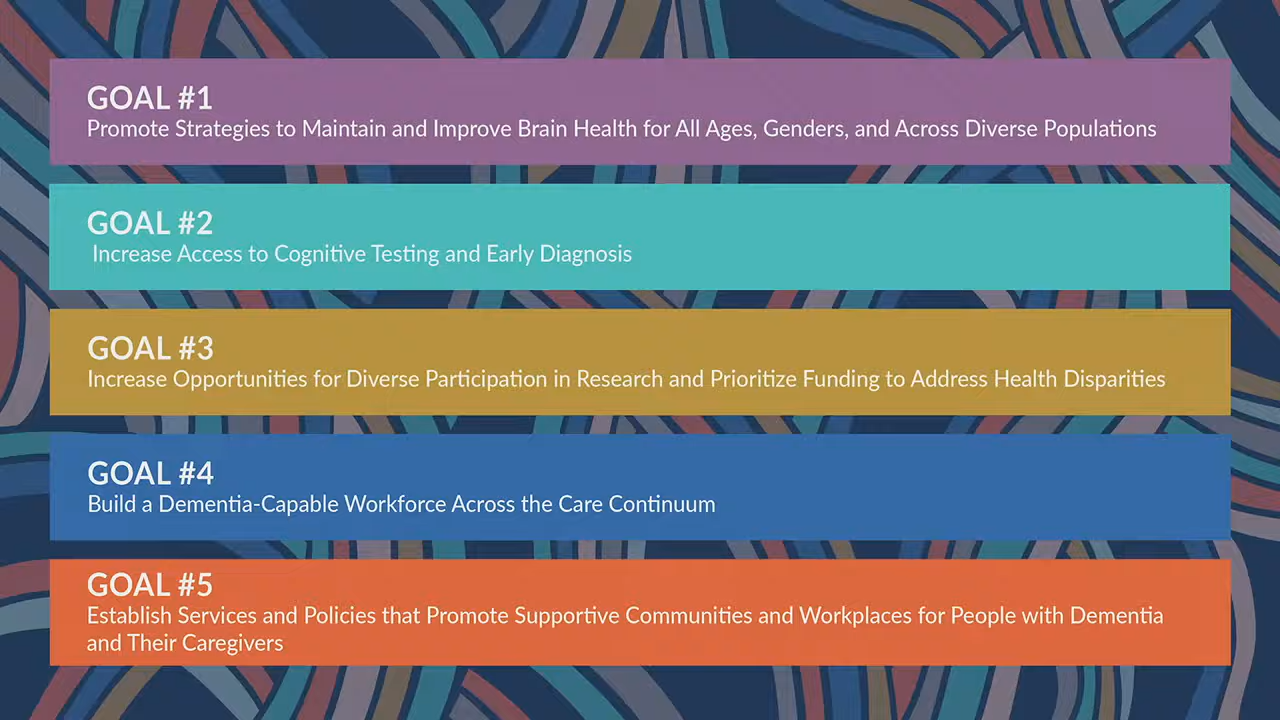 GOAL #1
Promote Strategies to Maintain and Improve Brain Health for All Ages, Genders, and Across Diverse Populations
GOAL #2
Increase Access to Cognitive Testing and Early Diagnosis
GOAL #3
Increase Opportunities for Diverse Participation in Research and Prioritize Funding to Address Health Disparities
GOAL #4
Build a Dementia-Capable Workforce Across the Care Continuum
GOAL #5
Establish Services and Policies that Promote Supportive Communities and Workplaces for People with Dementia
and Their Caregivers